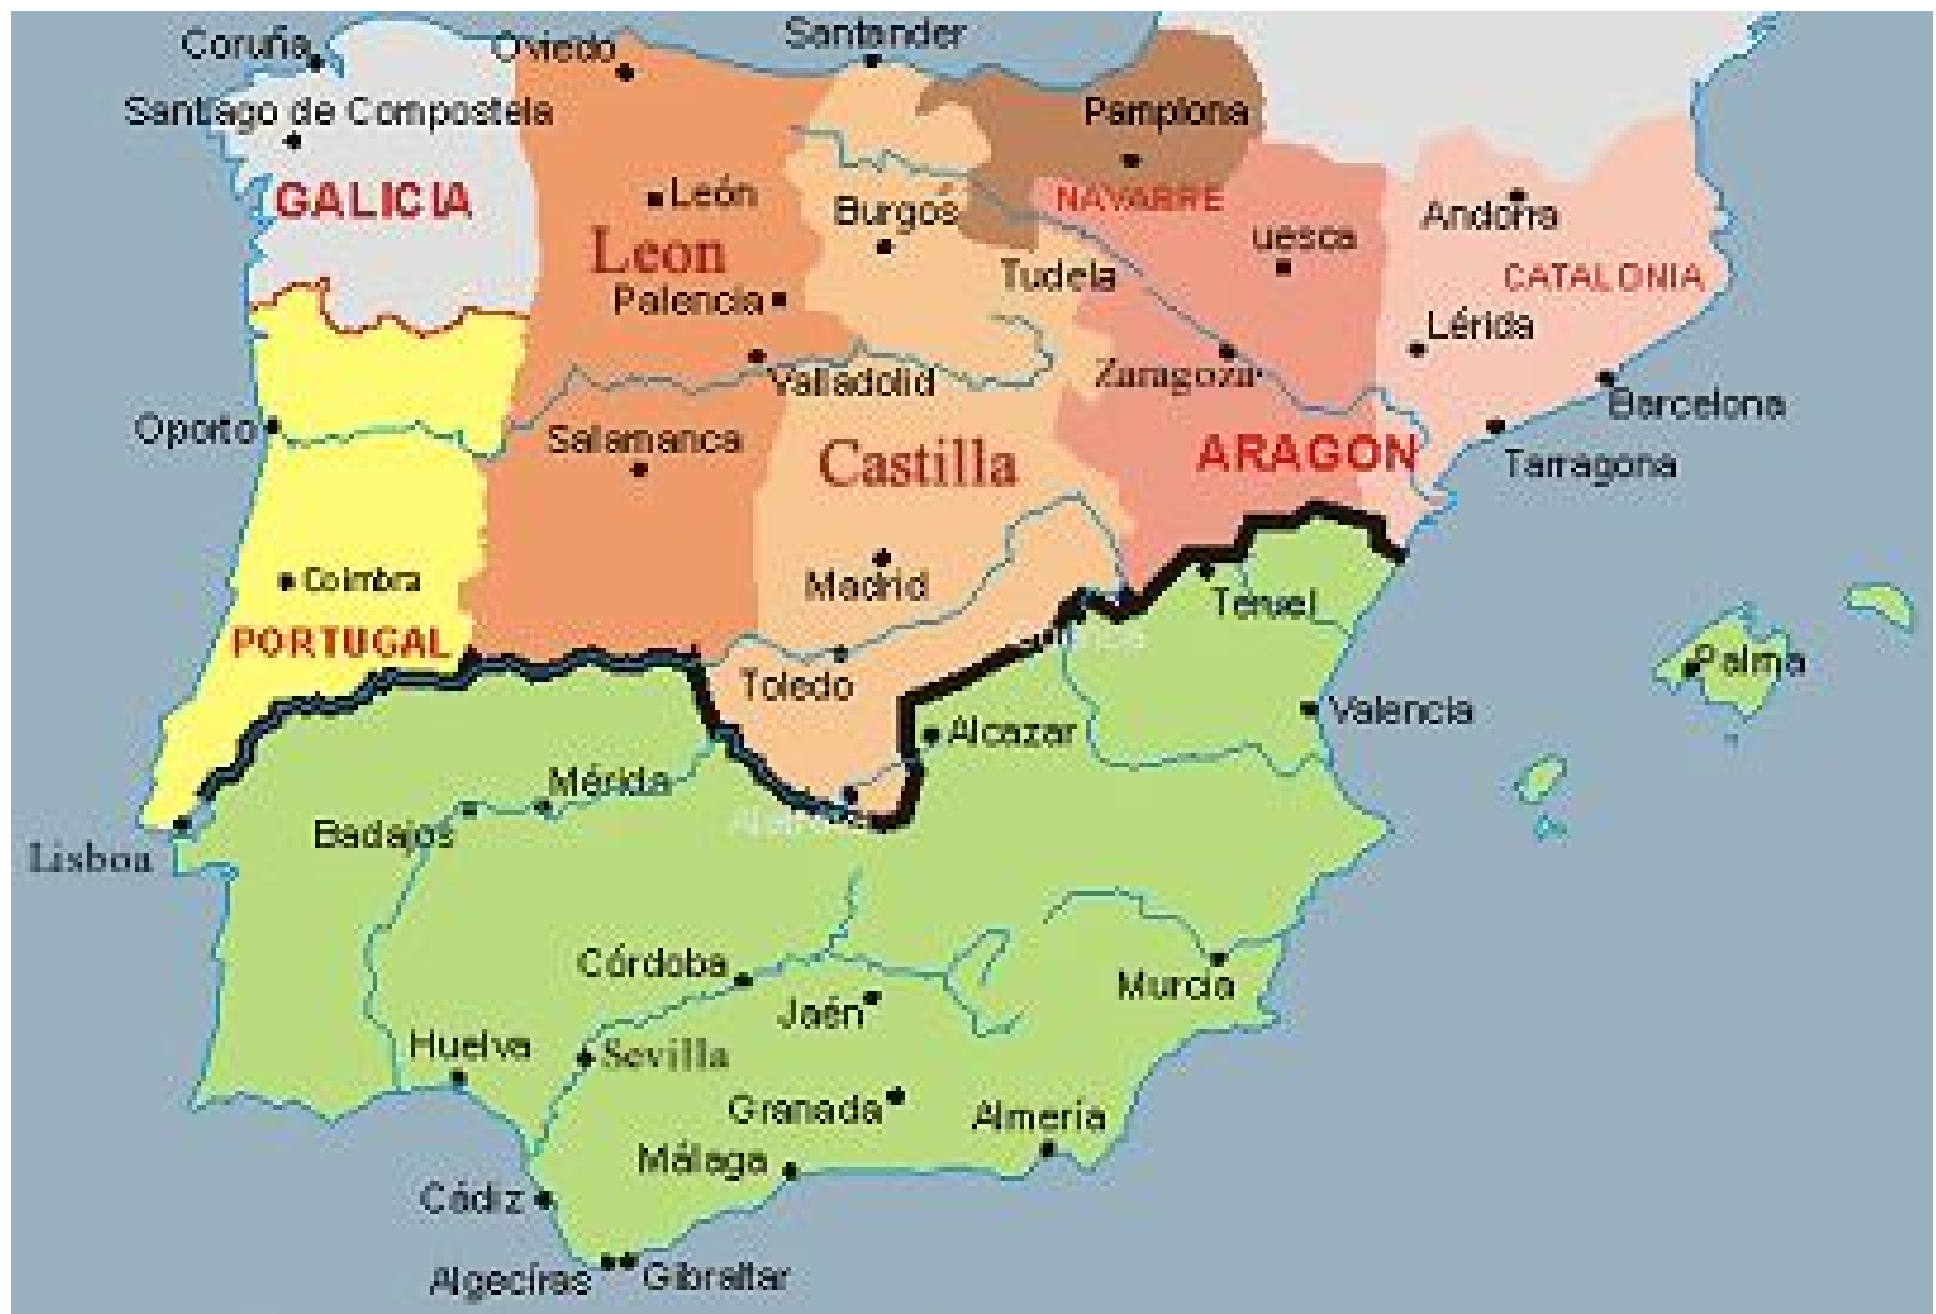 Coruña
Oviedo
Santander
Santiago de Compostela
Pamplona
GALICIA
León
Burgos
NAVARRE
Andorra
uesca
Leon
Tudela
CATALONIA
Palencia
Lérida
Valladolid
Zaragoza
Barcelona
Oporto
Salamanca
Castilla
ARAGON
Tarragona
Coimbra
Madrid
Teruel
PORTUGAL
Toledo
Palma
Alcazar
Valencia
Mérida
Badajos
Lisboa
Córdoba
Jaén
Murcia
Huelva
Sevilla
Granada
Almería
Málaga
Cádiz
Algecíras
Gibraltar